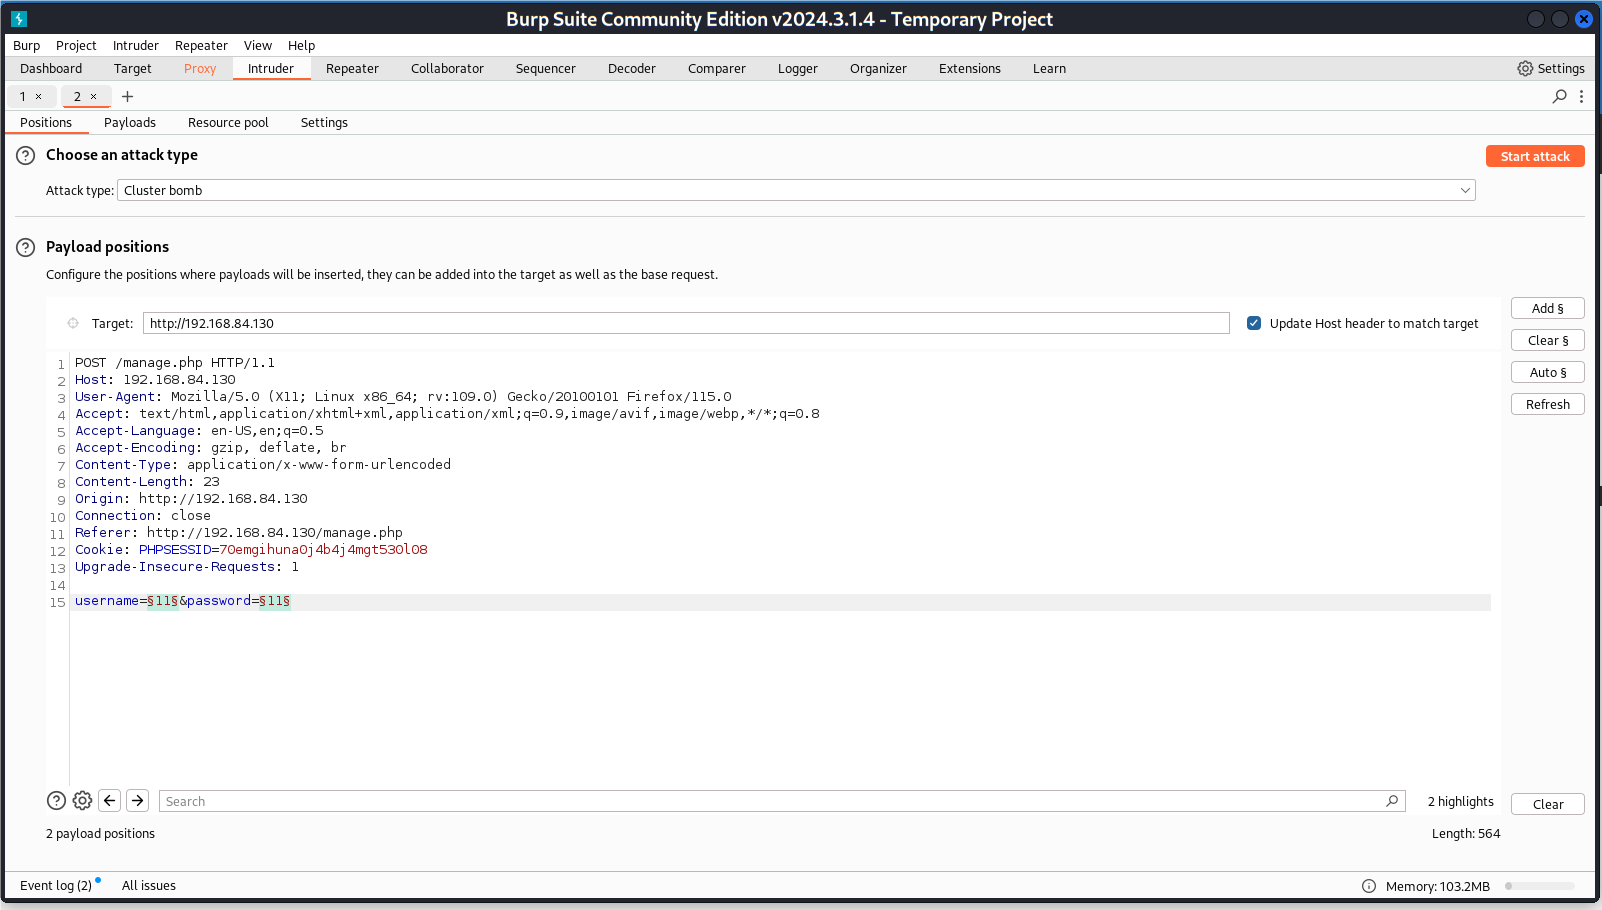 Burp Suite Community Edition v2024.3.1.4 - Temporary Project
Burp Project Intruder Repeater View Help
Dashboard Target Proxy Intruder Repeater Collaborator Sequencer Decoder Comparer Logger Organizer Extensions Learn Settings
1 × 2 × +
Positions Payloads Resource pool Settings
? Choose an attack type Start attack
Attack type: Cluster bomb
? Payload positions
Configure the positions where payloads will be inserted, they can be added into the target as well as the base request.
Target: http://192.168.84.130 Update Host header to match target
Add §
Clear §
Auto §
Refresh
1 POST /manage.php HTTP/1.1
2 Host: 192.168.84.130
3 User-Agent: Mozilla/5.0 (X11; Linux x86_64; rv:109.0) Gecko/20100101 Firefox/115.0
4 Accept: text/html,application/xhtml+xml,application/xml;q=0.9,image/avif,image/webp,*/*;q=0.8
5 Accept-Language: en-US,en;q=0.5
6 Accept-Encoding: gzip, deflate, br
7 Content-Type: application/x-www-form-urlencoded
8 Content-Length: 23
9 Origin: http://192.168.84.130
10 Connection: close
11 Referer: http://192.168.84.130/manage.php
12 Cookie: PHPSESSID=70emgihuna0j4b4j4mgt530l08
13 Upgrade-Insecure-Requests: 1
14
15 username=§11§&password=§11§
? Search 2 highlights Clear
2 payload positions Length: 564
Event log (2) All issues Memory: 103.2MB